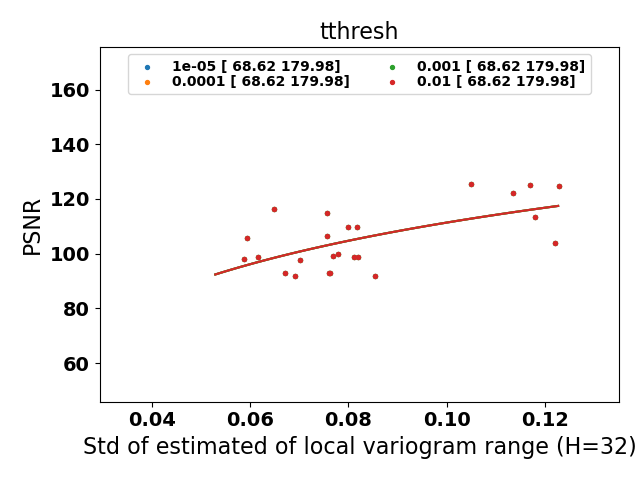 tthresh
1e-05 [ 68.62 179.98]
0.0001 [ 68.62 179.98]
0.001 [ 68.62 179.98]
0.01 [ 68.62 179.98]
PSNR
160
140
120
100
80
60
0.04 0.06 0.08 0.10 0.12
Std of estimated of local variogram range (H=32)